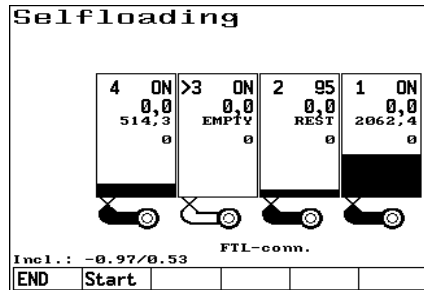 Selfloading
4 ON >3 ON 2 95 1 ON
0,0 0,0 0,0 0,0
514,3 EMPTY REST 2062,4
0 0 0
FTL-conn.
Incl.: -0.97/0.53
END Start